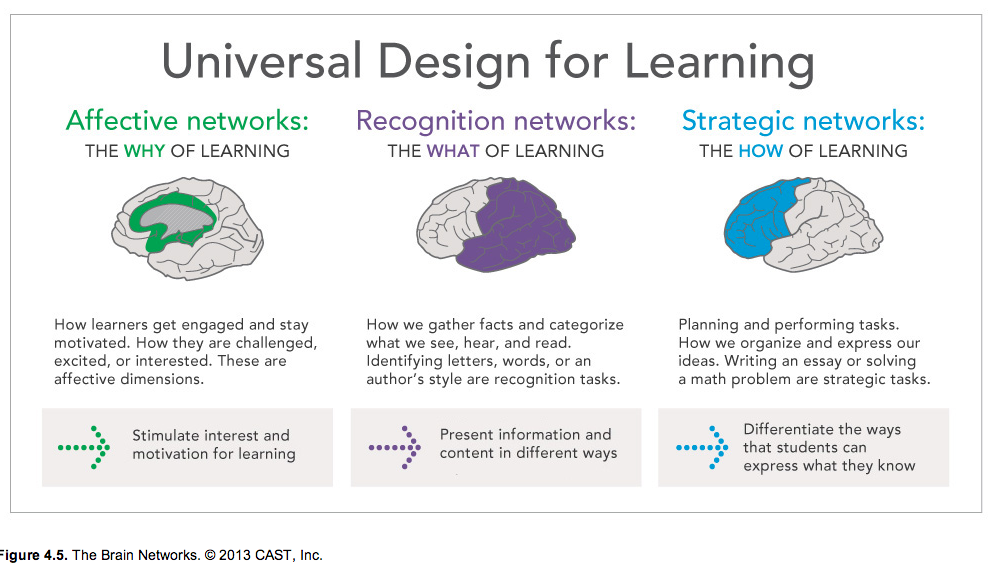 Universal Design for Learning
Affective networks:
THE WHY OF LEARNING
How learners get engaged and stay
motivated. How they are challenged,
excited, or interested. These are
affective dimensions.
Stimulate interest and
motivation for learning
Recognition networks:
THE WHAT OF LEARNING
How we gather facts and categorize
what we see, hear, and read.
Identifying letters, words, or an
author's style are recognition tasks.
Present information and
content in different ways
Strategic networks:
THE HOW OF LEARNING
Planning and performing tasks.
How we organize and express our
ideas. Writing an essay or solving
a math problem are strategic tasks.
Differentiate the ways
that students can
express what they know
Figure 4.5. The Brain Networks. © 2013 CAST, Inc.